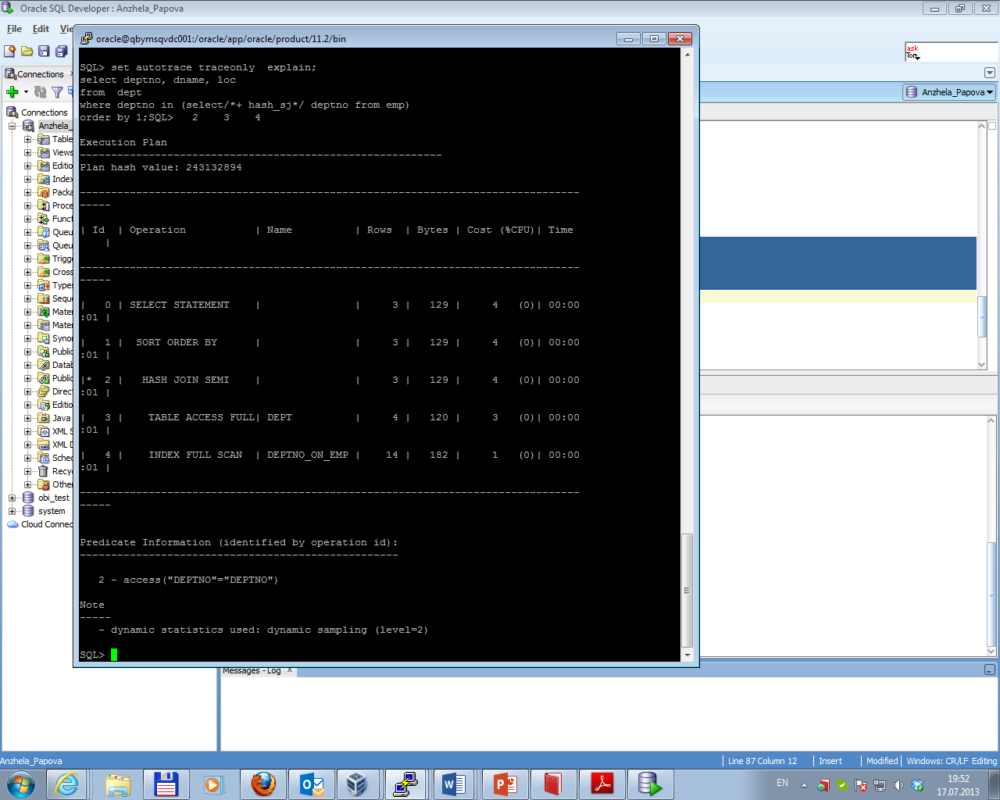 Oracle SQL Developer : Anzhela_Papova
File Edit
oracle@qbymsqvdc001:/oracle/app/oracle/product/11.2/bin
ask
Tom
Connections
Anzhela_Papova
Connections
Anzhela_
Table
Views
Editio
Index
Packa
Proce
Funct
Queu
Queu
Trigge
Cross
Types
Seque
Mater
Mater
Synor
Public
Datab
Public
Direct
Edition
Java
XML S
XML D
Sched
Recy
Other
obi_test
system
Cloud Connec
SQL> set autotrace traceonly  explain;
select deptno, dname, loc
from  dept
where deptno in (select/*+ hash_sj*/ deptno from emp)
order by 1;SQL>   2    3    4
Execution Plan
----------------------------------------------------------
Plan hash value: 243132894
--------------------------------------------------------------------------------
-----
| Id  | Operation           | Name          | Rows  | Bytes | Cost (%CPU)| Time
    |
--------------------------------------------------------------------------------
-----
|   0 | SELECT STATEMENT    |               |     3 |   129 |     4   (0)| 00:00
:01 |
|   1 |  SORT ORDER BY      |               |     3 |   129 |     4   (0)| 00:00
:01 |
|*  2 |   HASH JOIN SEMI    |               |     3 |   129 |     4   (0)| 00:00
:01 |
|   3 |    TABLE ACCESS FULL| DEPT          |     4 |   120 |     3   (0)| 00:00
:01 |
|   4 |    INDEX FULL SCAN  | DEPTNO_ON_EMP |    14 |   182 |     1   (0)| 00:00
:01 |
--------------------------------------------------------------------------------
-----
Predicate Information (identified by operation id):
---------------------------------------------------
   2 - access("DEPTNO"="DEPTNO")
Note
-----
   - dynamic statistics used: dynamic sampling (level=2)
SQL>
Messages - Log x
Anzhela_Papova
Line 87 Column 12 | Insert | Modified | Windows: CR/LF Editing
EN
19:52
17.07.2013